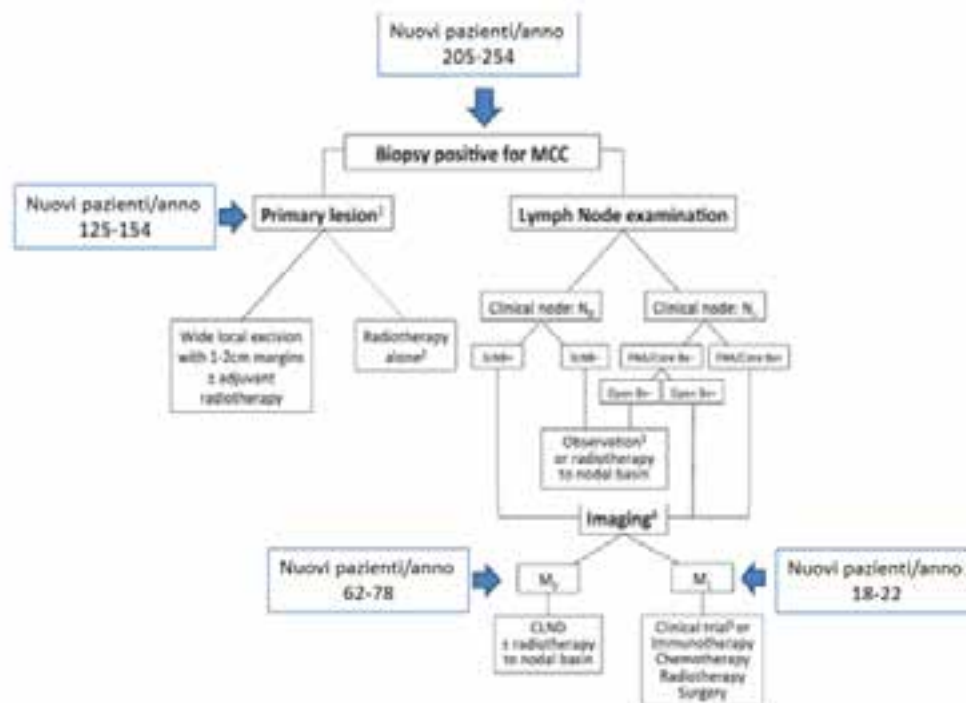 Nuovi pazienti/anno
205-254
Biopsy positive for MCC
Nuovi pazienti/anno
125-154
Primary lesion
Lymph Node examination
Clinical node: N
Clinical node: N
Wide local excision
with 1-2cm margins
± adjuvant
radiotherapy
Radiotherapy
alone
Observation
or radiotherapy
to nodal basin
Imaging
Nuovi pazienti/anno
62-78
M
M
Nuovi pazienti/anno
18-22
CLND
± radiotherapy
to nodal basin
Clinical trial or
Immunotherapy
Chemotherapy
Radiotherapy
Surgery